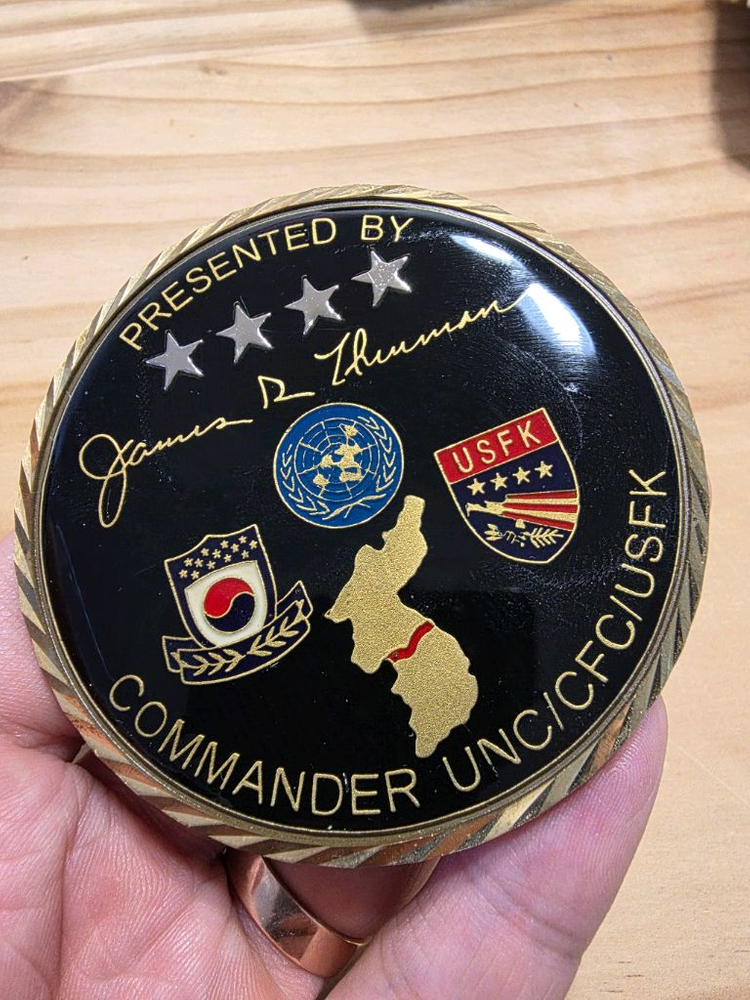 PRESENTED BY
James D Thurman
USFK
COMMANDER UNC/CFC/USFK